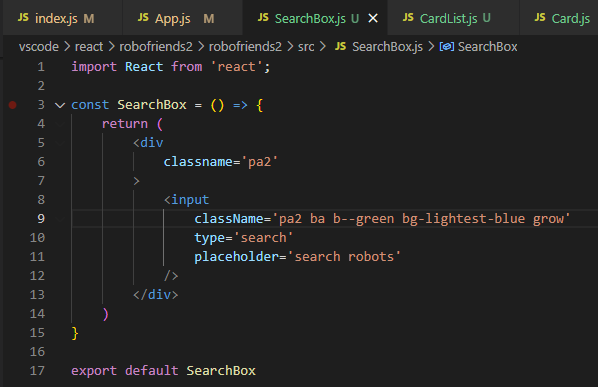 JS index.js M JS App.js M JS SearchBox.js U X JS CardList.js U JS Card.js
vscode > react > robofriends2 > robofriends2 > src > JS SearchBox.js > SearchBox
1 import React from 'react';
2
3 const SearchBox = () => {
4 return (
5 <div
6 classname='pa2'
7 >
8 <input
9 className='pa2 ba b--green bg-lightest-blue grow'
10 type='search'
11 placeholder='search robots'
12 />
13 </div>
14 )
15 }
16
17 export default SearchBox